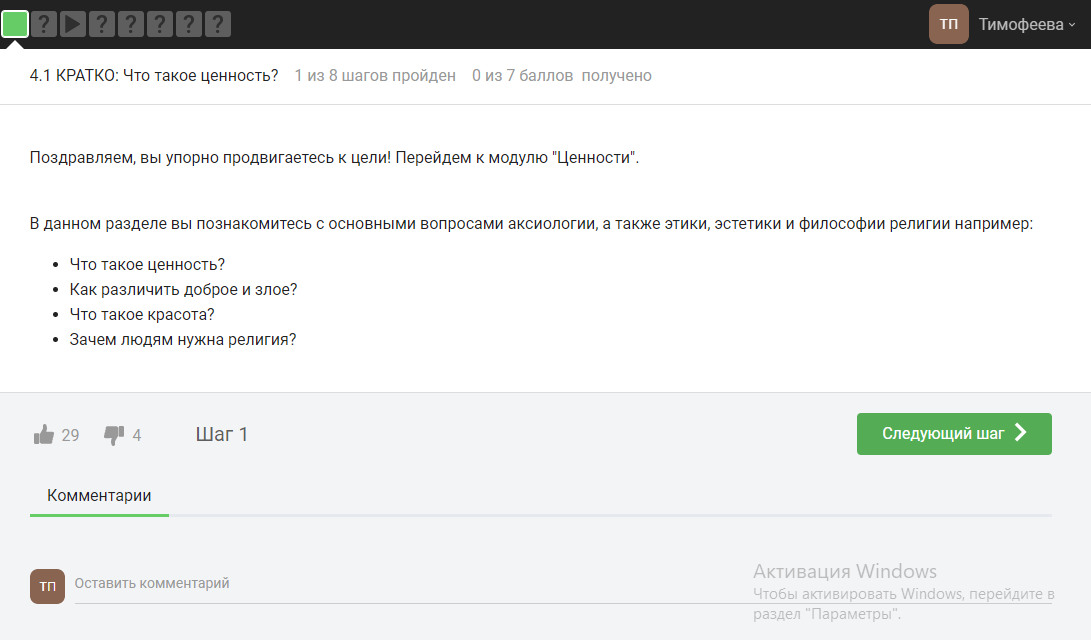 ? ? ? ? ? ?
ТП Тимофеева
4.1 КРАТКО: Что такое ценность? 1 из 8 шагов пройден 0 из 7 баллов получено
Поздравляем, вы упорно продвигаетесь к цели! Перейдем к модулю "Ценности".
В данном разделе вы познакомитесь с основными вопросами аксиологии, а также этики, эстетики и философии религии например:
• Что такое ценность?
• Как различить доброе и злое?
• Что такое красота?
• Зачем людям нужна религия?
29 4 Шаг 1 Следующий шаг
Комментарии
ТП Оставить комментарий
Активация Windows
Чтобы активировать Windows, перейдите в
раздел "Параметры".